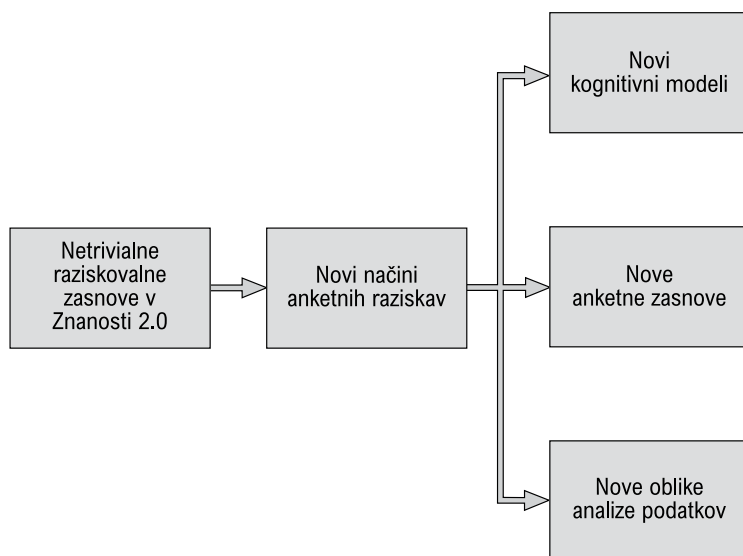 Novi
kognitivni modeli
Netrivialne
raziskovalne
zasnove v
Znanosti 2.0
Novi načini
anketnih raziskav
Nove
anketne zasnove
Nove oblike
analize podatkov